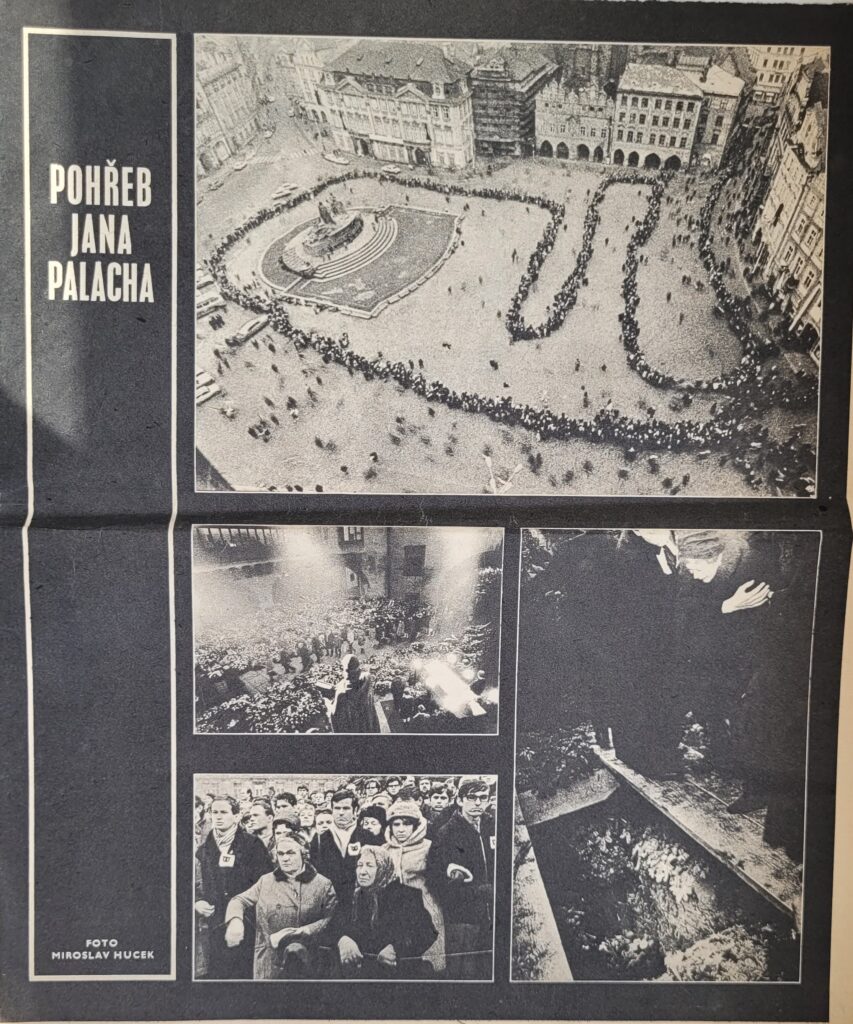 POHŘEB
JANA
PALACHA
FOTO
MIROSLAV HUCEK